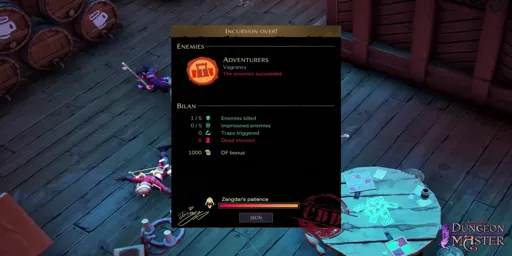 INCURSION OVER!
ENEMIES
ADVENTURERS
Vagrants
The enemies succeeded
BILAN
1 / 5 Enemies killed
0 / 5 Imprisoned enemies
0 Traps triggered
6 Dead minions
1000 DF bonus
Zangdar's patience
SIGN
DUNGEON
MASTER